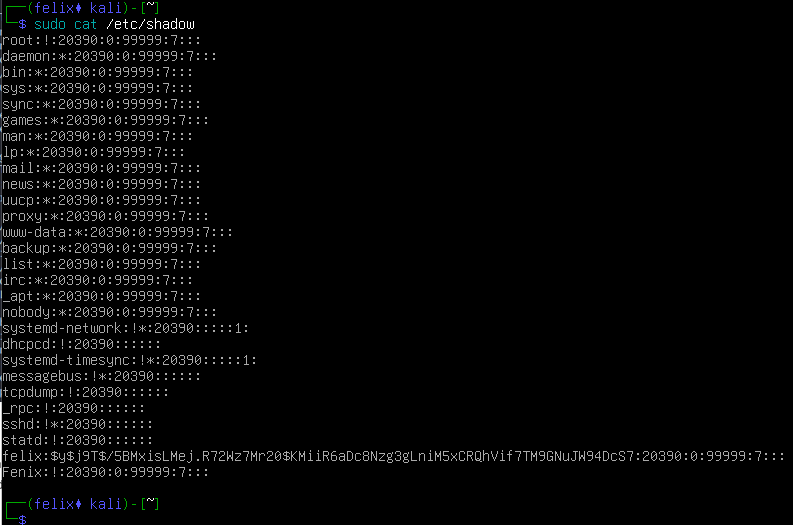 ┌──(felix⧫kali)-[~]
└─$ sudo cat /etc/shadow
root:!:20390:0:99999:7:::
daemon:*:20390:0:99999:7:::
bin:*:20390:0:99999:7:::
sys:*:20390:0:99999:7:::
sync:*:20390:0:99999:7:::
games:*:20390:0:99999:7:::
man:*:20390:0:99999:7:::
lp:*:20390:0:99999:7:::
mail:*:20390:0:99999:7:::
news:*:20390:0:99999:7:::
uucp:*:20390:0:99999:7:::
proxy:*:20390:0:99999:7:::
www-data:*:20390:0:99999:7:::
backup:*:20390:0:99999:7:::
list:*:20390:0:99999:7:::
irc:*:20390:0:99999:7:::
_apt:*:20390:0:99999:7:::
nobody:*:20390:0:99999:7:::
systemd-network:!*:20390:::::1:
dhcpcd:!:20390::::::
systemd-timesync:!*:20390:::::1:
messagebus:!*:20390::::::
tcpdump:!:20390::::::
_rpc:!:20390::::::
sshd:!*:20390::::::
statd:!:20390::::::
felix:$y$j9T$/5BMxisLMej.R72Wz7Mr20$KMiiR6aDc8Nzg3gLniM5xCRQhVif7TM9GNuJW94DcS7:20390:0:99999:7:::
Fenix:!:20390:0:99999:7:::
┌──(felix⧫kali)-[~]
└─$